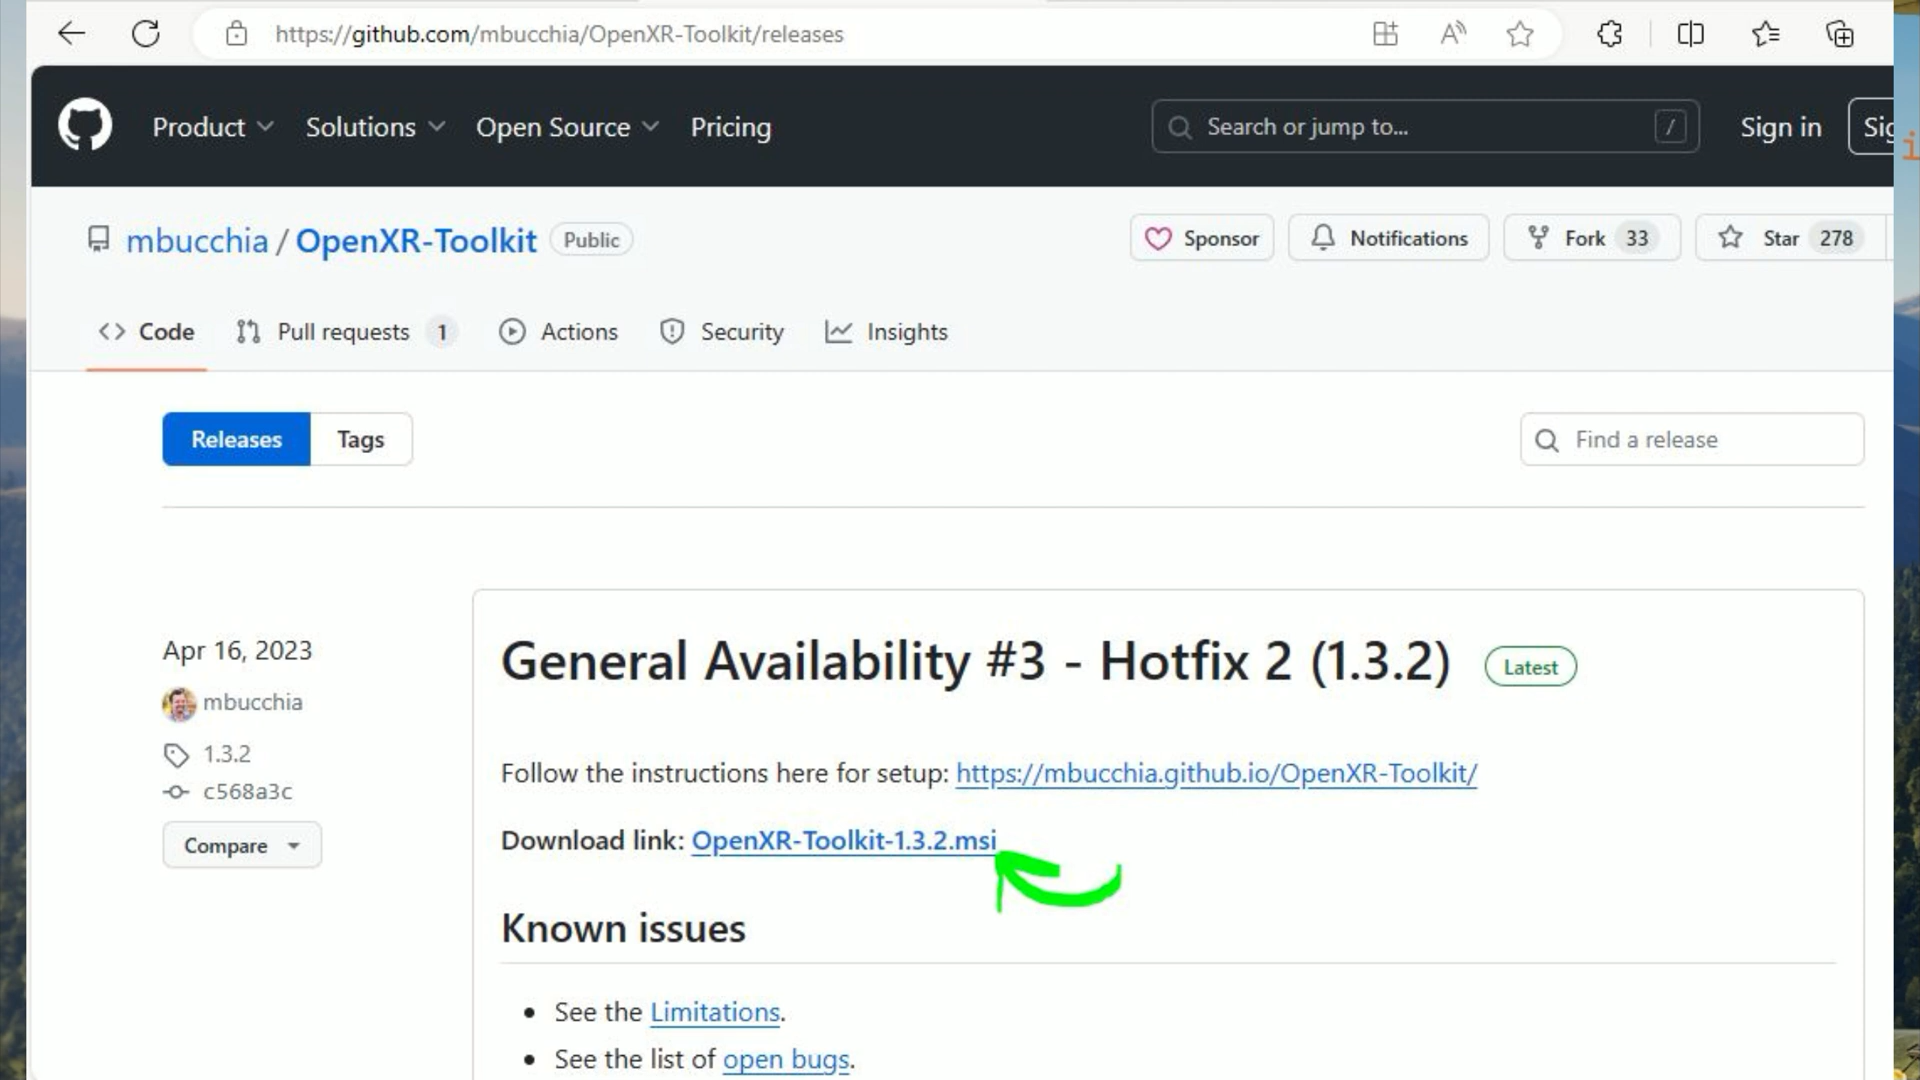 https://github.com/mbucchia/OpenXR-Toolkit/releases
Product Solutions Open Source Pricing Search or jump to... / Sign in Sig
i
mbucchia / OpenXR-Toolkit Public Sponsor Notifications Fork 33 Star 278
Code Pull requests 1 Actions Security Insights
Releases Tags Find a release
Apr 16, 2023
mbucchia
1.3.2
c568a3c
Compare
General Availability #3 - Hotfix 2 (1.3.2) Latest
Follow the instructions here for setup: https://mbucchia.github.io/OpenXR-Toolkit/
Download link: OpenXR-Toolkit-1.3.2.msi
Known issues
• See the Limitations.
• See the list of open bugs.